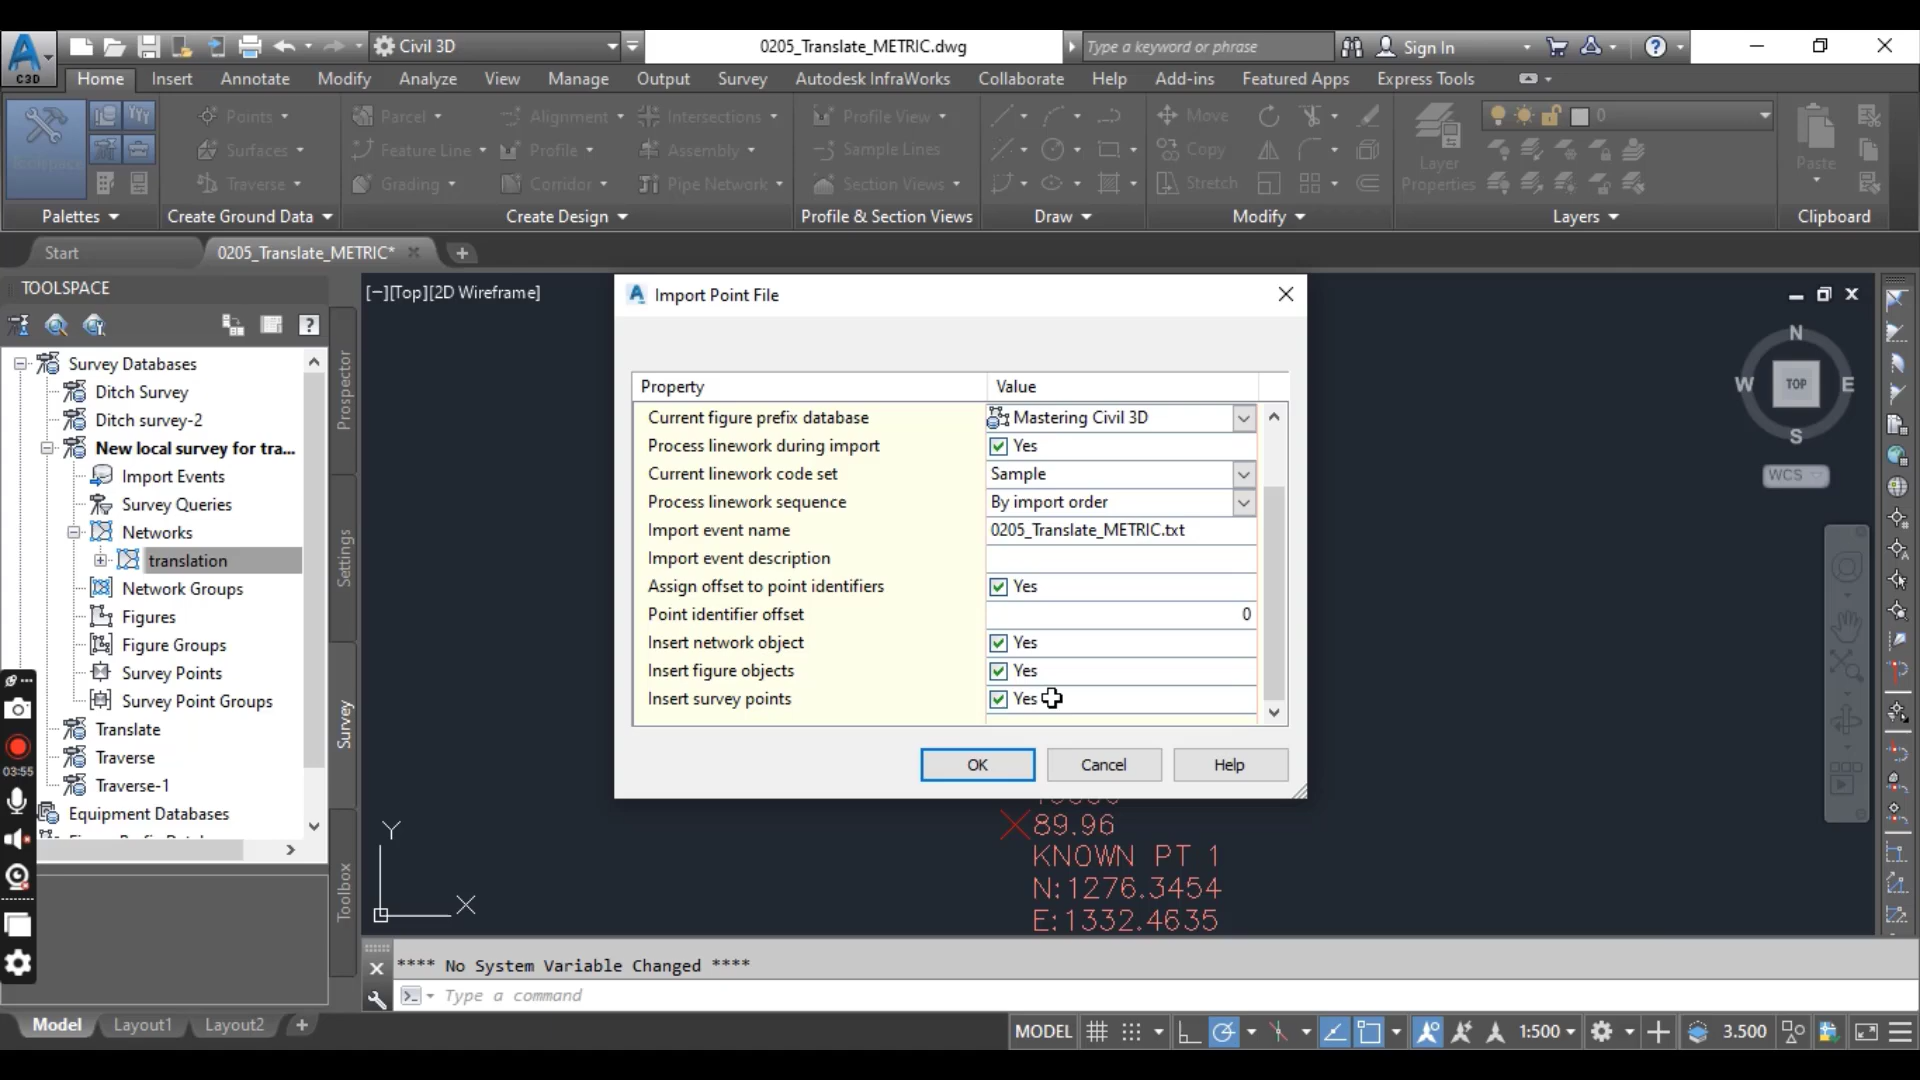 C3D
Civil 3D
0205_Translate_METRIC.dwg
Type a keyword or phrase
Sign In
Home Insert Annotate Modify Analyze View Manage Output Survey Autodesk InfraWorks Collaborate Help Add-ins Featured Apps Express Tools
Points Parcel Alignment Intersections Profile View Move 0
Surfaces Feature Line Profile Assembly Sample Lines Copy Layer Properties Paste
Traverse Grading Corridor Pipe Network Section Views Stretch
Palettes Create Ground Data Create Design Profile & Section Views Draw Modify Layers Clipboard
Start 0205_Translate_METRIC*
TOOLSPACE
[−][Top][2D Wireframe]
Survey Databases
Ditch Survey
Ditch survey-2
New local survey for tra...
Import Events
Survey Queries
Networks
translation
Network Groups
Figures
Figure Groups
Survey Points
Survey Point Groups
Translate
Traverse
Traverse-1
Equipment Databases
Prospector
Settings
Survey
Toolbox
03:55
Import Point File
Property Value
Current figure prefix database Mastering Civil 3D
Process linework during import Yes
Current linework code set Sample
Process linework sequence By import order
Import event name 0205_Translate_METRIC.txt
Import event description
Assign offset to point identifiers Yes
Point identifier offset 0
Insert network object Yes
Insert figure objects Yes
Insert survey points Yes
OK Cancel Help
N
W TOP E
S
WCS
89.96
KNOWN PT 1
N:1276.3454
E:1332.4635
Y
X
**** No System Variable Changed ****
Type a command
Model Layout1 Layout2
MODEL 1:500 3.500